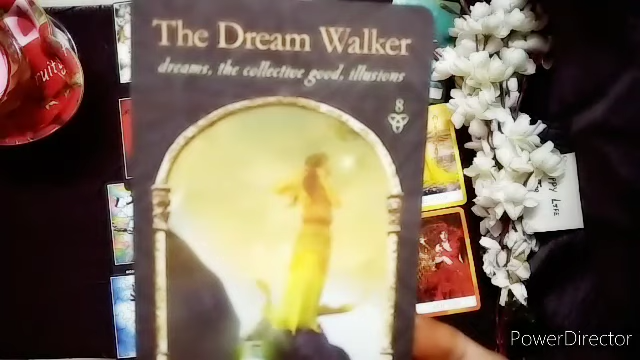 The Dream Walker
dreams, the collective good, illusions
8
PowerDirector